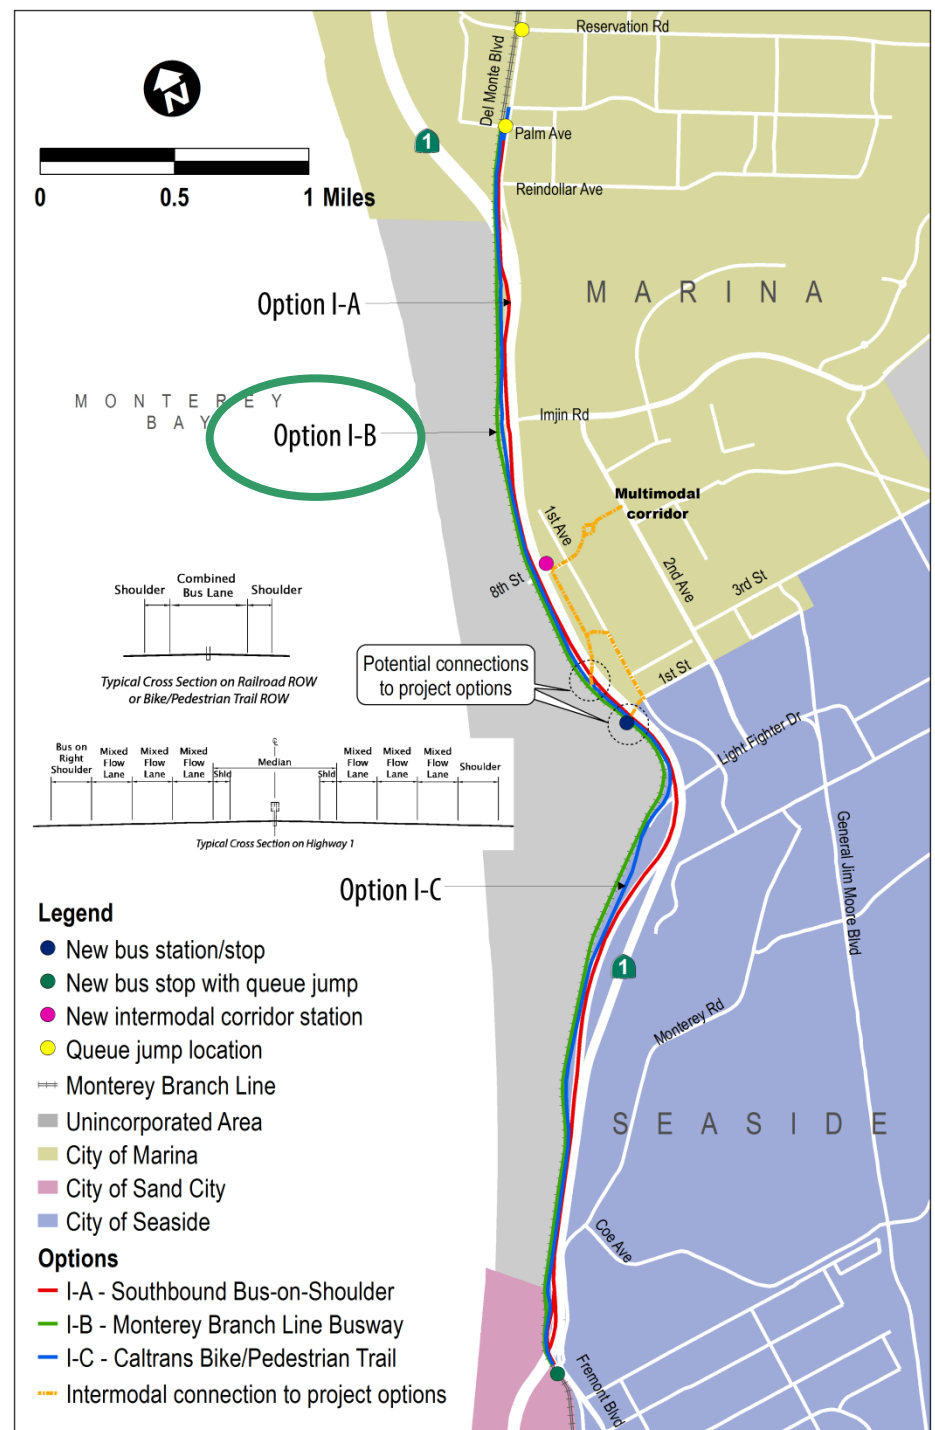 Reservation Rd
Del Monte Blvd
Palm Ave
1
N
0 0.5 1 Miles
Reindollar Ave
Option I-A
MARINA
MONTEREY
BAY
Option I-B
Imjin Rd
Multimodal
corridor
1st Ave
8th St
2nd Ave
3rd St
Shoulder
Combined
Bus Lane
Shoulder
Typical Cross Section on Railroad ROW
or Bike/Pedestrian Trail ROW
Potential connections
to project options
1st St
Light Fighter Dr
Bus on
Right
Shoulder
Mixed
Flow
Lane
Mixed
Flow
Lane
Mixed
Flow
Lane
Shld
Median
Shld
Mixed
Flow
Lane
Mixed
Flow
Lane
Mixed
Flow
Lane
Shoulder
Typical Cross Section on Highway 1
General Jim Moore Blvd
Option I-C
1
Monterey Rd
SEASIDE
Coe Ave
Fremont Blvd
Legend
New bus station/stop
New bus stop with queue jump
New intermodal corridor station
Queue jump location
Monterey Branch Line
Unincorporated Area
City of Marina
City of Sand City
City of Seaside
Options
I-A - Southbound Bus-on-Shoulder
I-B - Monterey Branch Line Busway
I-C - Caltrans Bike/Pedestrian Trail
Intermodal connection to project options